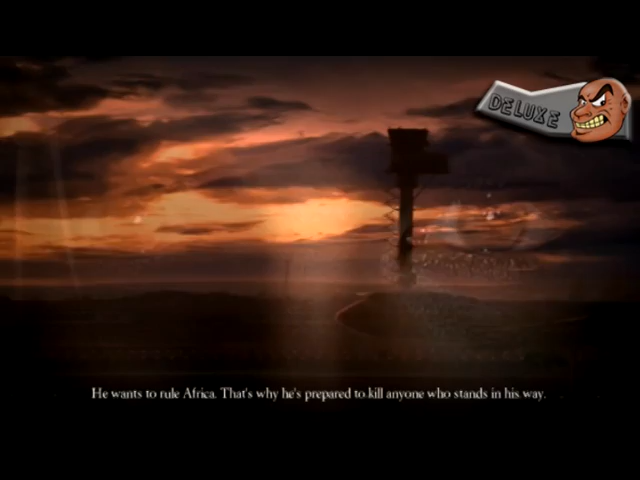 DELUXE
He wants to rule Africa. That's why he's prepared to kill anyone who stands in his way.